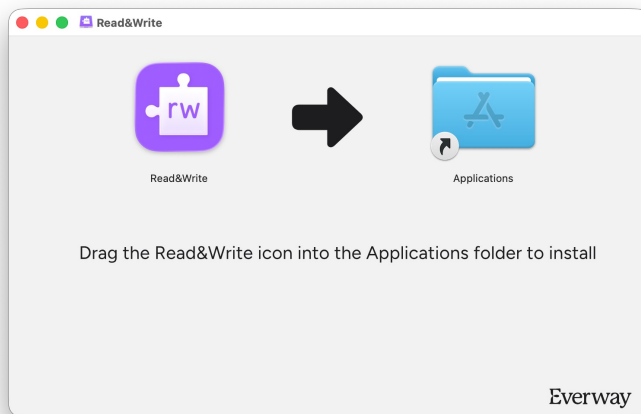 Read&Write
rw
Read&Write
Applications
Drag the Read&Write icon into the Applications folder to install
Everway